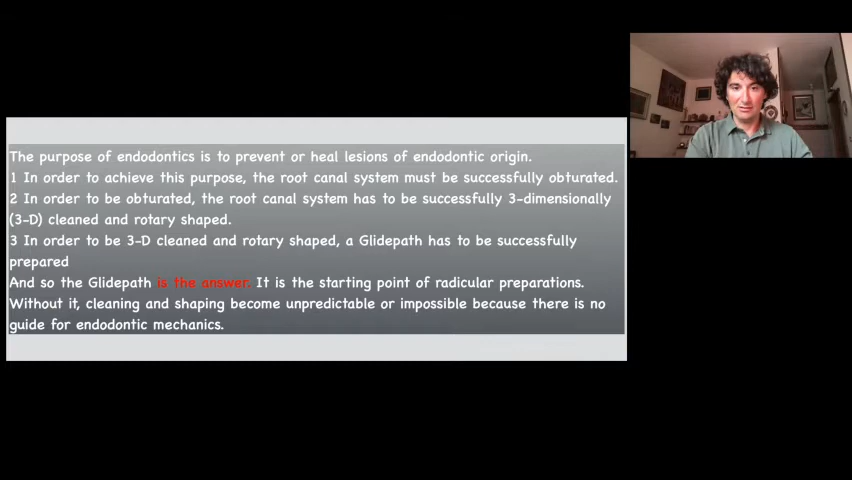 The purpose of endodontics is to prevent or heal lesions of endodontic origin.
1 In order to achieve this purpose, the root canal system must be successfully obturated.
2 In order to be obturated, the root canal system has to be successfully 3-dimensionally
(3-D) cleaned and rotary shaped.
3 In order to be 3-D cleaned and rotary shaped, a Glidepath has to be successfully
prepared
And so the Glidepath is the answer. It is the starting point of radicular preparations.
Without it, cleaning and shaping become unpredictable or impossible because there is no
guide for endodontic mechanics.